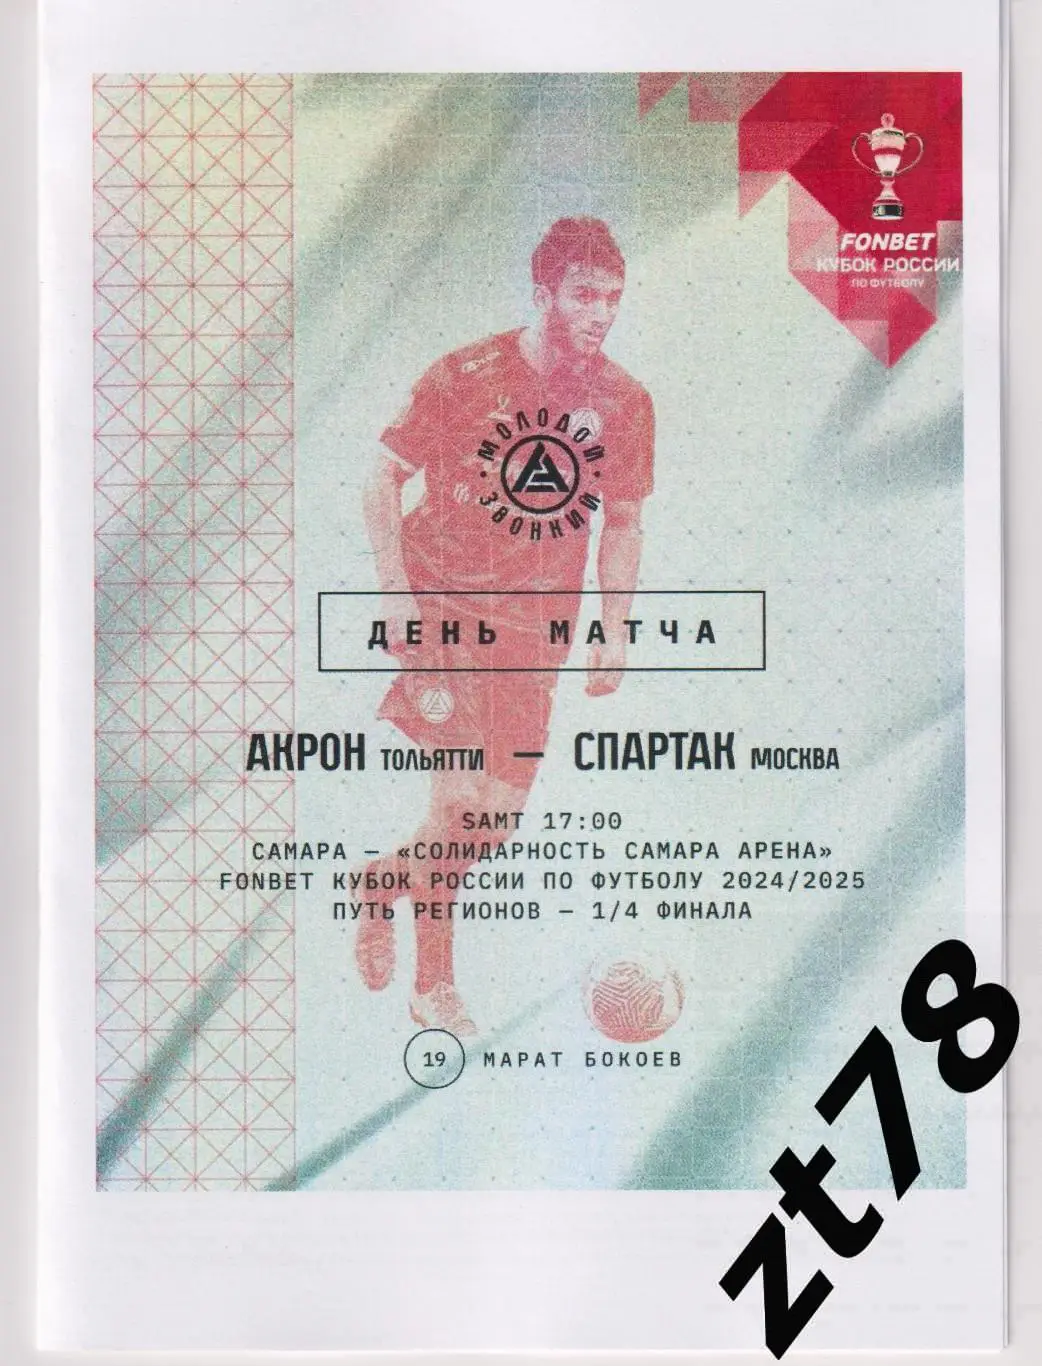 FONBET
КУБОК РОССИИ
ПО ФУТБОЛУ
МОЛОДОЙ
ЗВОНКИЙ
ДЕНЬ МАТЧА
АКРОН ТОЛЬЯТТИ — СПАРТАК МОСКВА
SAMT 17:00
САМАРА — «СОЛИДАРНОСТЬ САМАРА АРЕНА»
FONBET КУБОК РОССИИ ПО ФУТБОЛУ 2024/2025
ПУТЬ РЕГИОНОВ — 1/4 ФИНАЛА
19 МАРАТ БОКОЕВ
zt78